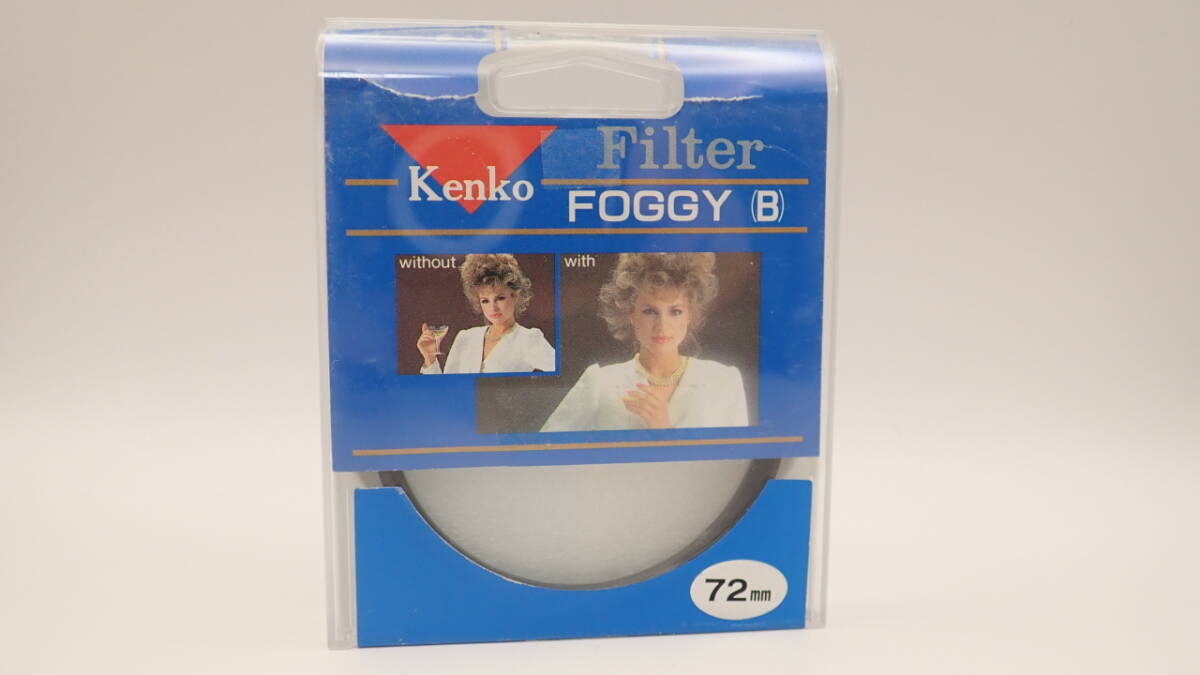 Filter
Kenko
FOGGY (B)
without
with
72mm